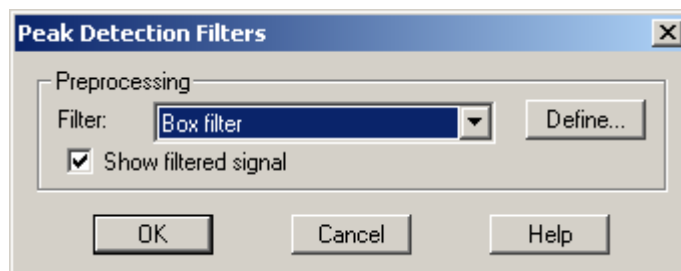 Peak Detection Filters
Preprocessing
Filter: Box filter Define...
Show filtered signal
OK Cancel Help